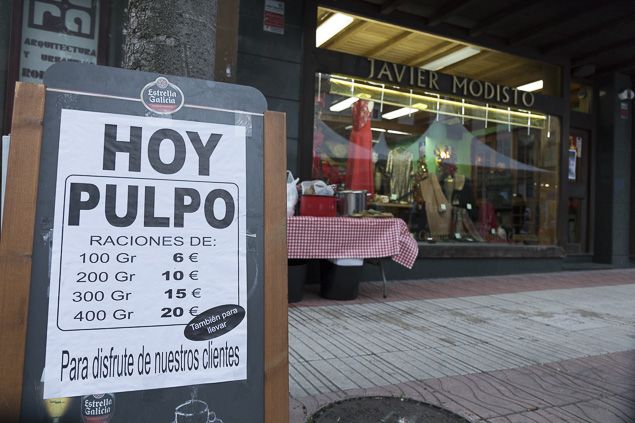 ARQUITECTURA
Estrella
Galicia
HOY
PULPO
RACIONES DE:
100 Gr 6 €
200 Gr 10 €
300 Gr 15 €
400 Gr 20 €
También para
llevar
Para disfrute de nuestros clientes
Estrella
Galicia
JAVIER MODISTO